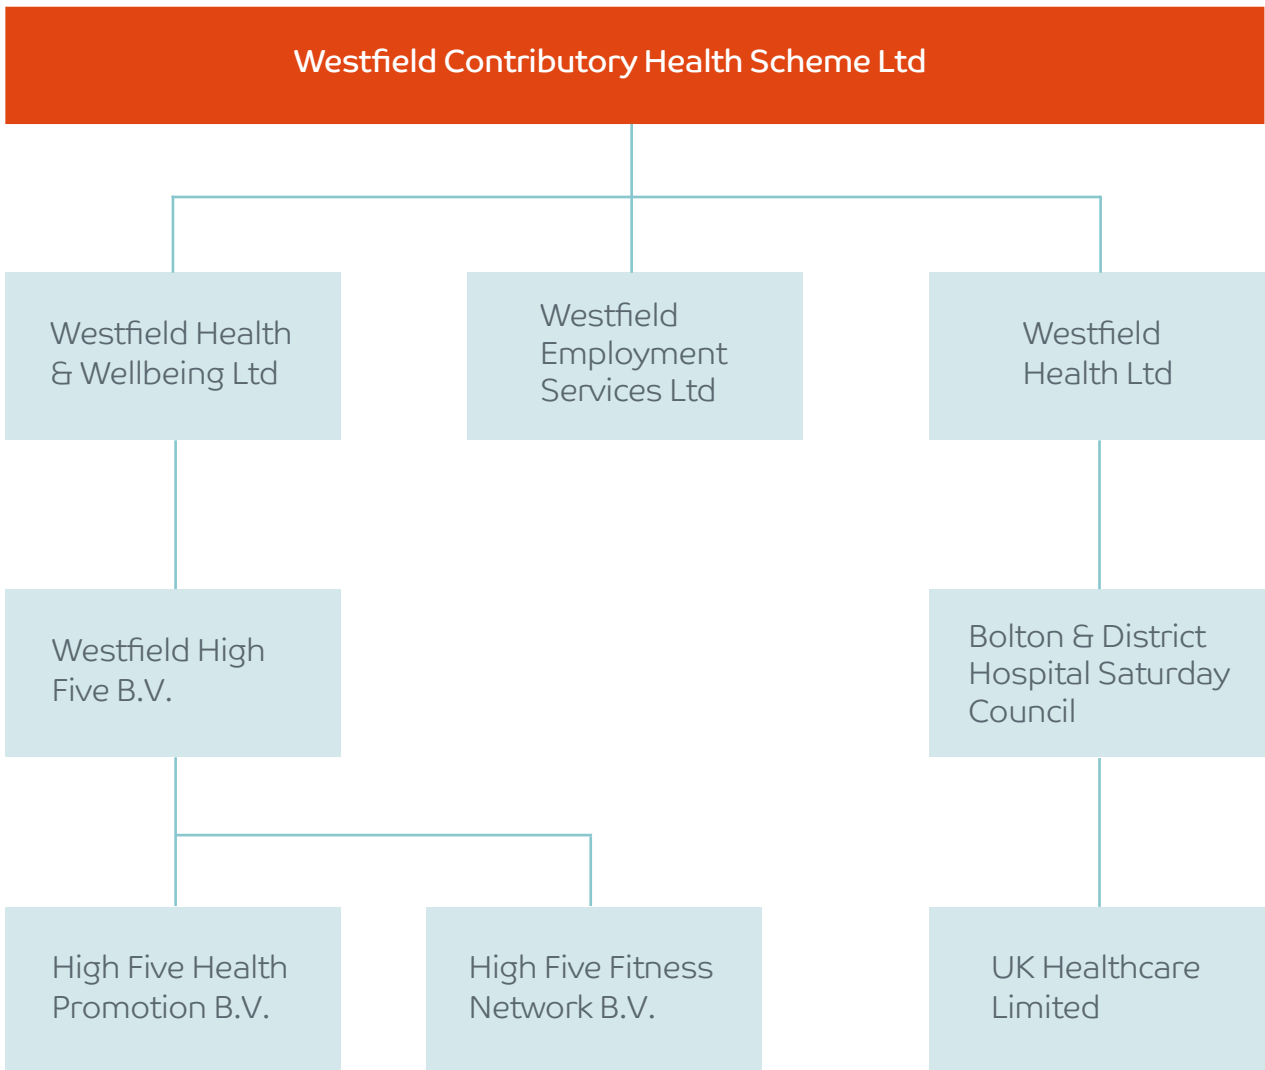 Westfield Contributory Health Scheme Ltd
Westfield Health
& Wellbeing Ltd
Westfield
Employment
Services Ltd
Westfield
Health Ltd
Westfield High
Five B.V.
Bolton & District
Hospital Saturday
Council
High Five Health
Promotion B.V.
High Five Fitness
Network B.V.
UK Healthcare
Limited